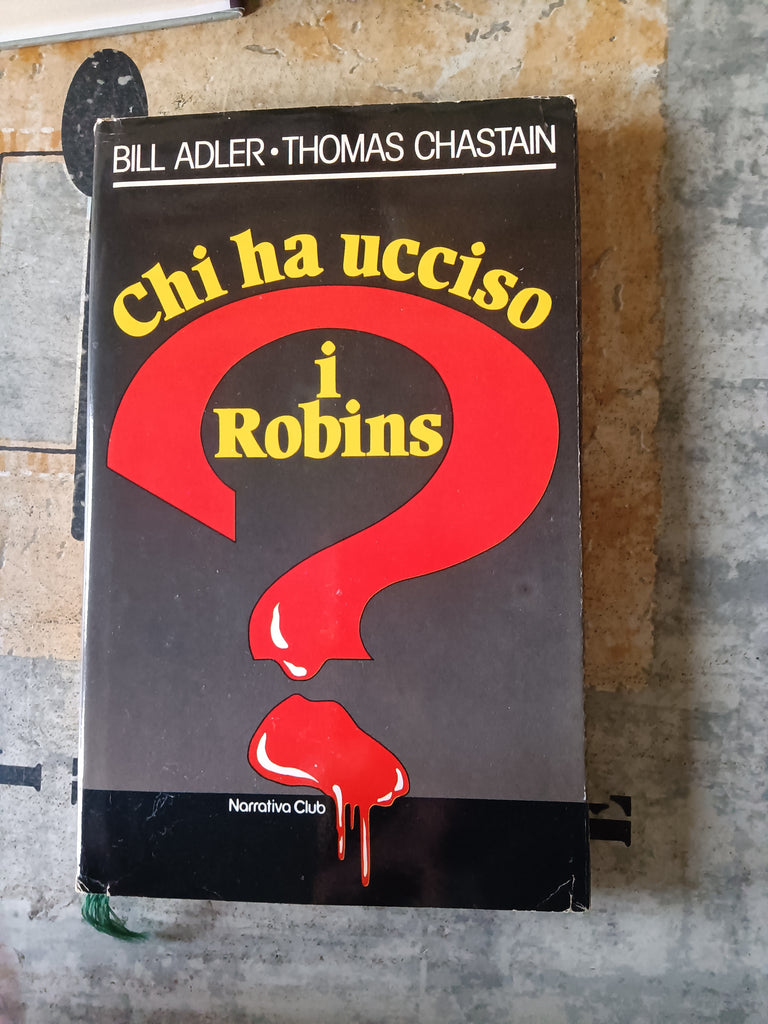 BILL ADLER • THOMAS CHASTAIN
Chi ha ucciso
i
Robins
?
Narrativa Club